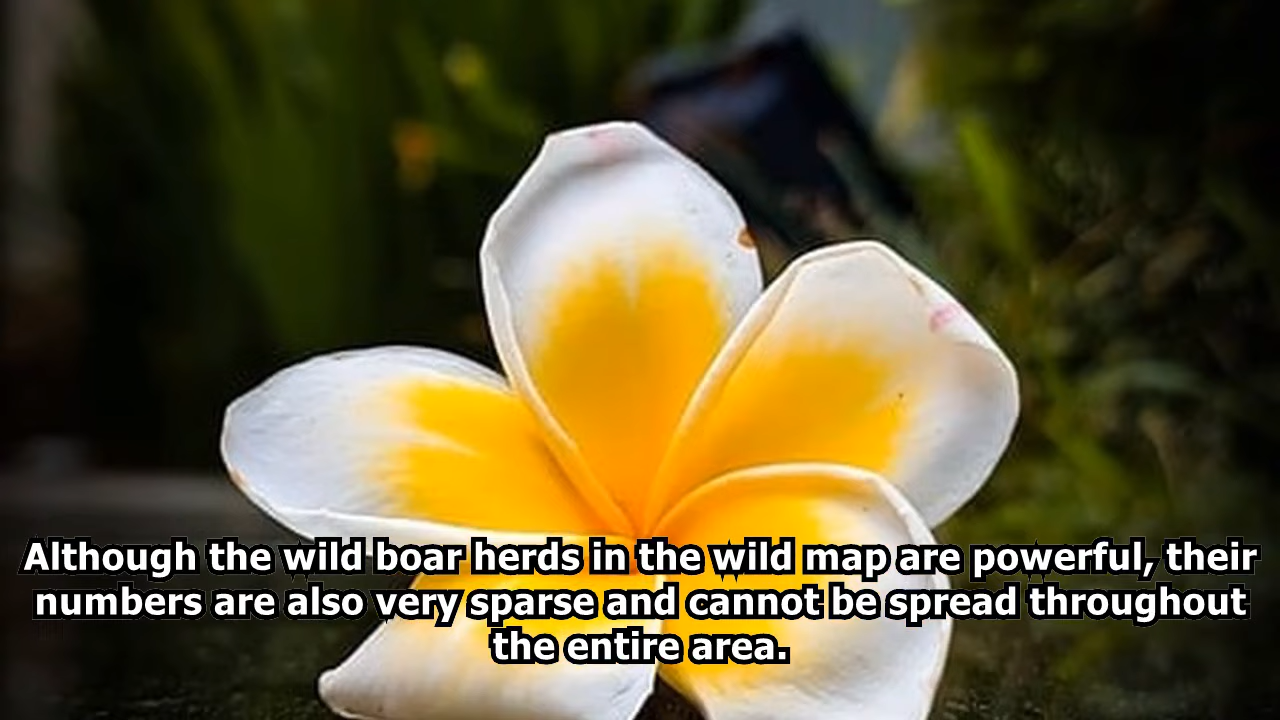 Although the wild boar herds in the wild map are powerful, their
numbers are also very sparse and cannot be spread throughout
the entire area.